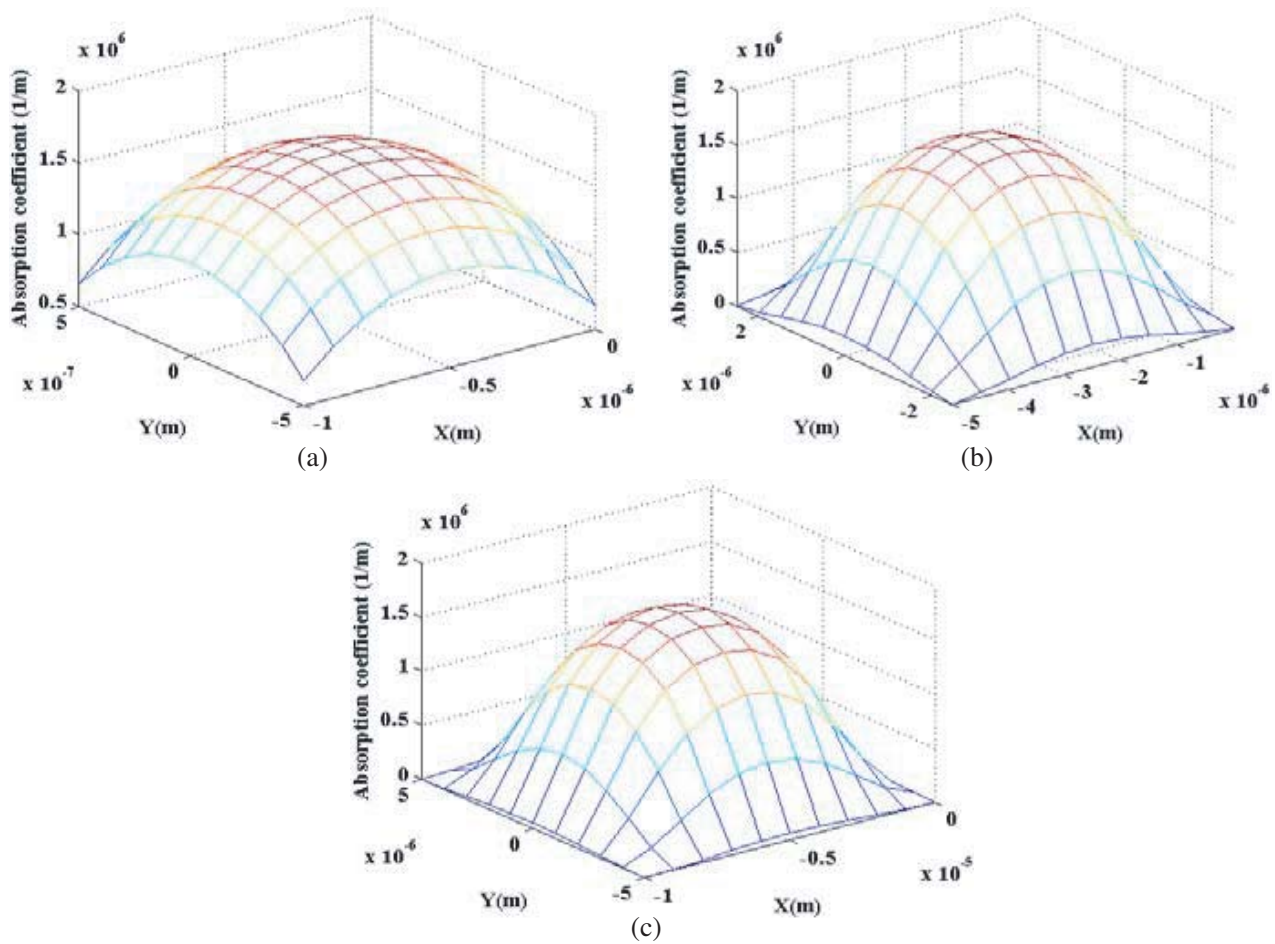 x 10^6
Absorption coefficient (1/m)
2
1.5
1
0.5
5
0
-5
x 10^-7
Y(m)
-1
-0.5
0
x 10^-6
X(m)
(a)
x 10^6
Absorption coefficient (1/m)
2
1.5
1
0.5
0
2
0
-2
x 10^-6
Y(m)
-5
-4
-3
-2
-1
x 10^-6
X(m)
(b)
x 10^6
Absorption coefficient (1/m)
2
1.5
1
0.5
0
5
0
-5
x 10^-6
Y(m)
-1
-0.5
0
x 10^-5
X(m)
(c)